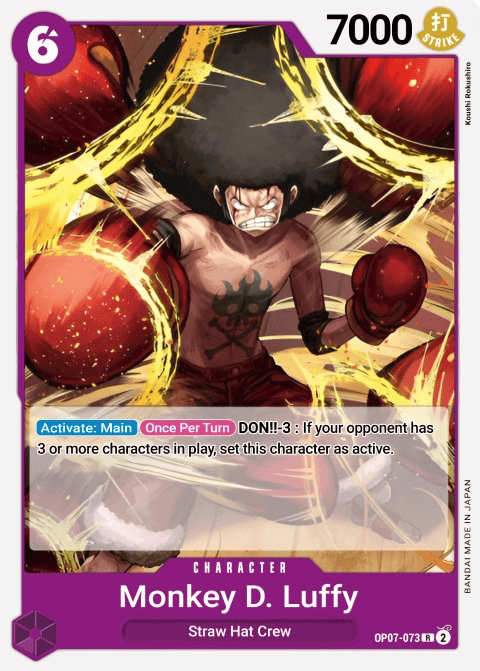 6
7000
打
STRIKE
Koushi Rokushiro
Activate: Main Once Per Turn DON!!-3 : If your opponent has
3 or more characters in play, set this character as active.
BANDAI MADE IN JAPAN
CHARACTER
Monkey D. Luffy
Straw Hat Crew
OP07-073 R 2